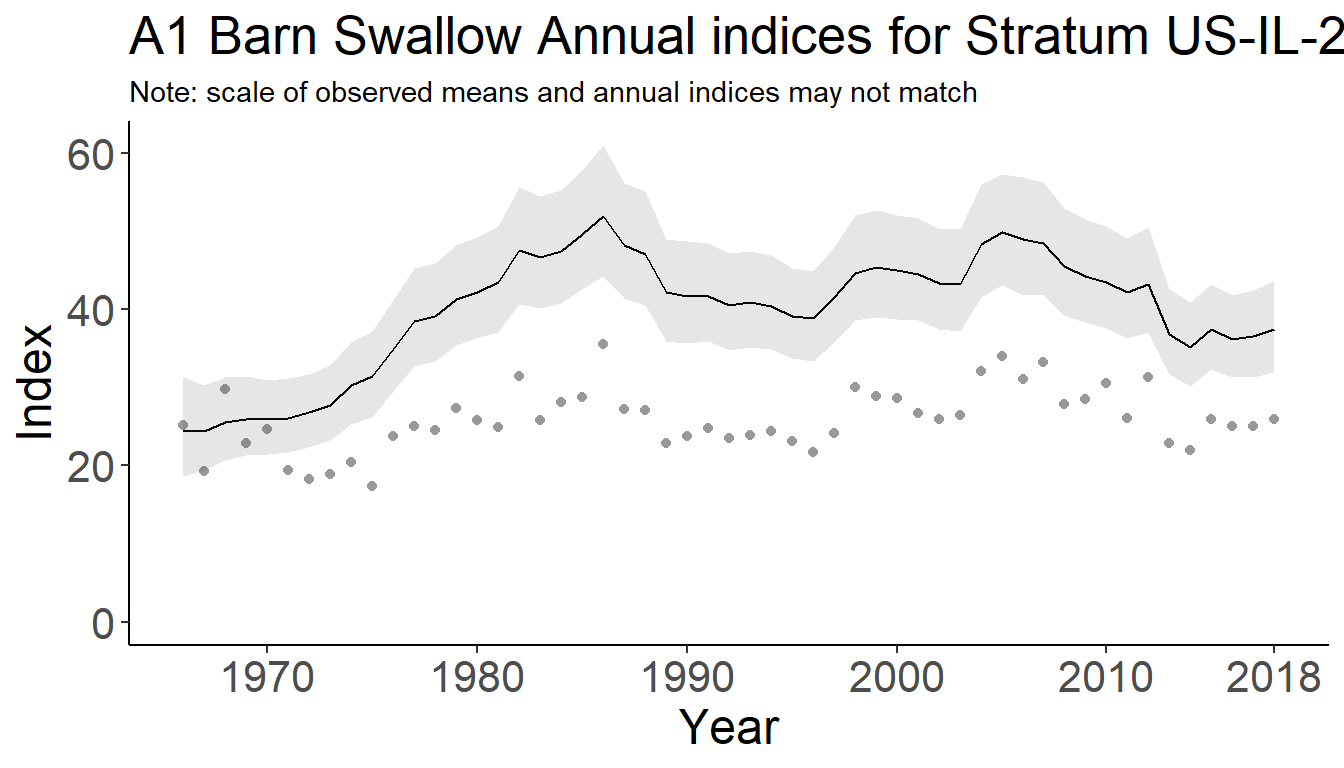 A1 Barn Swallow Annual indices for Stratum US-IL-2
Note: scale of observed means and annual indices may not match
60
40
20
0
Index
1970 1980 1990 2000 2010 2018
Year